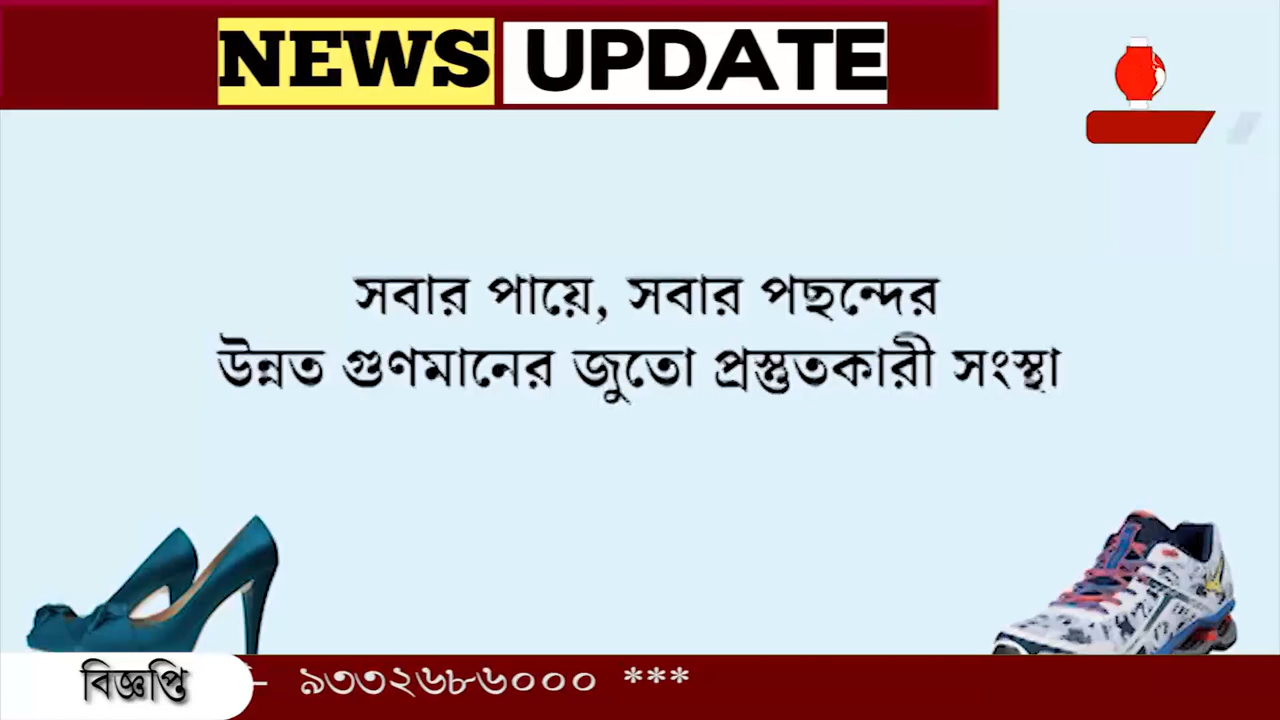 NEWS UPDATE
সবার পায়ে, সবার পছন্দের
উন্নত গুণমানের জুতো প্রস্তুতকারী সংস্থা
বিজ্ঞপ্তি - ৯৩৩২৬৮৬০০০ ***